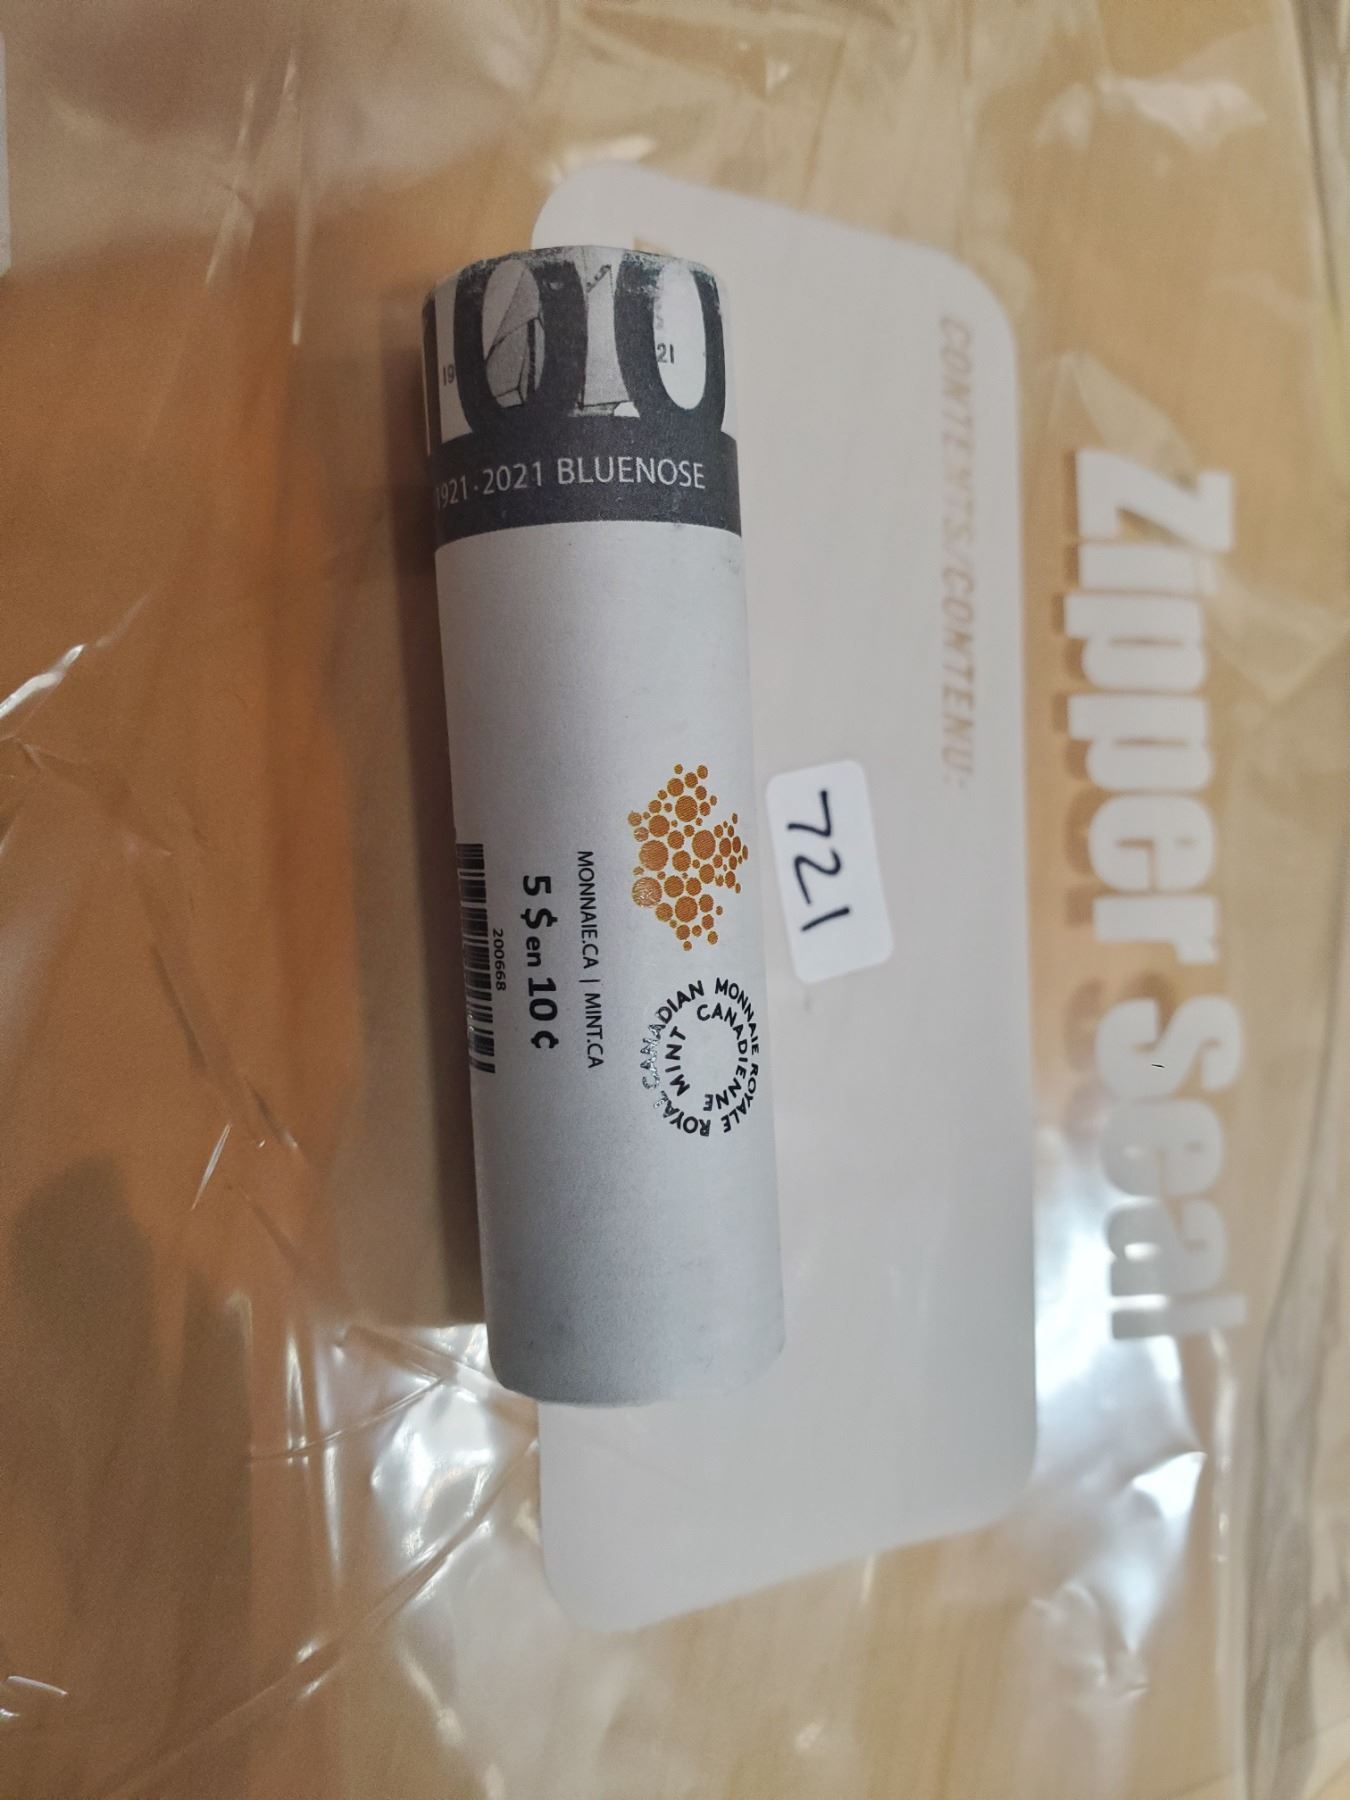 100
19
S
21
1921-2021 BLUENOSE
MONNAIE ROYALE CANADIENNE
ROYAL CANADIAN MINT
MONNAIE.CA | MINT.CA
5 $ en 10 ¢
200668
721
CONTENTS/CONTENU:
Zipper Seal